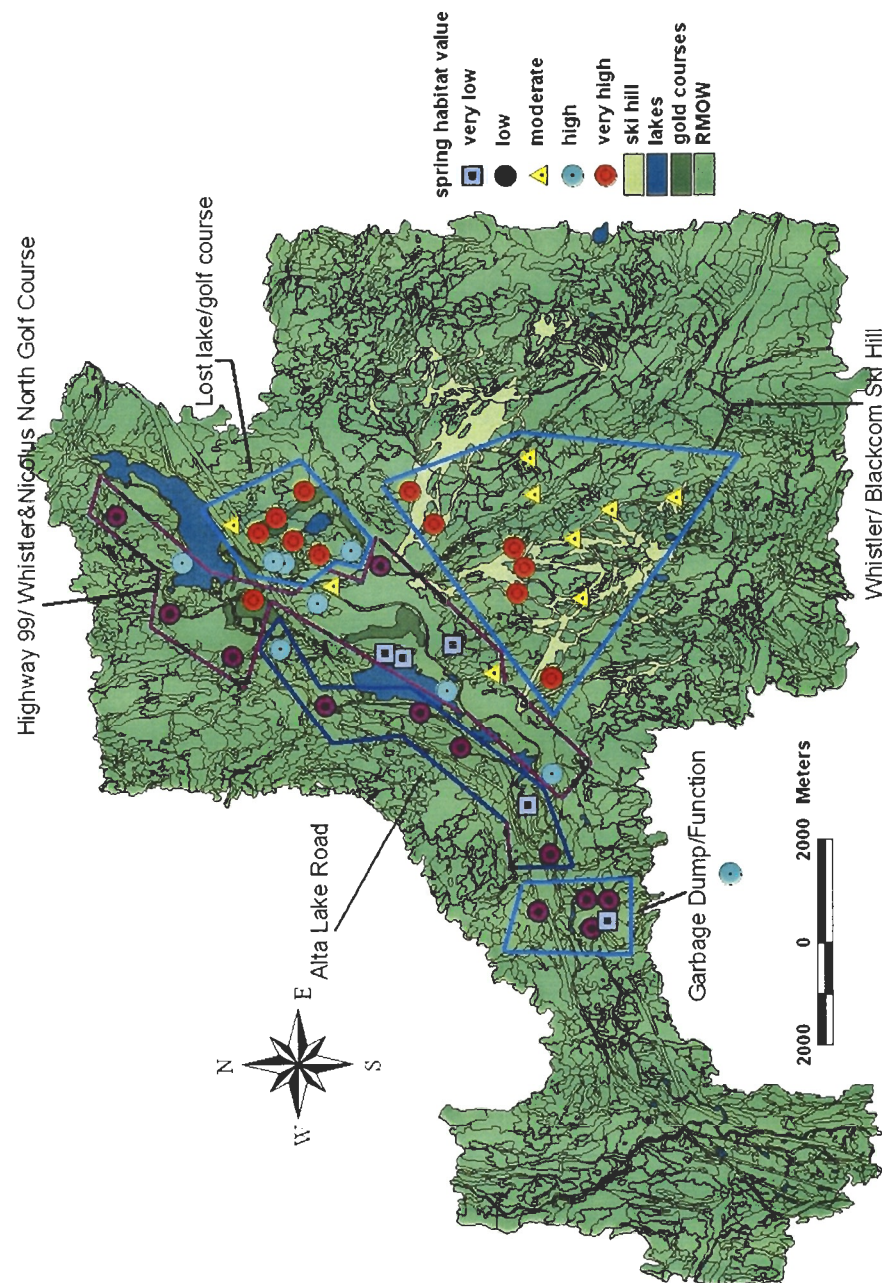 Highway 99/ Whistler&Nicolus North Golf Course
Lost lake/golf course
Alta Lake Road
N
W
E
S
Garbage Dump/Function
Whistler/ Blackcom Ski Hill
2000
0
2000
Meters
spring habitat value
very low
low
moderate
high
very high
ski hill
lakes
gold courses
RMOW